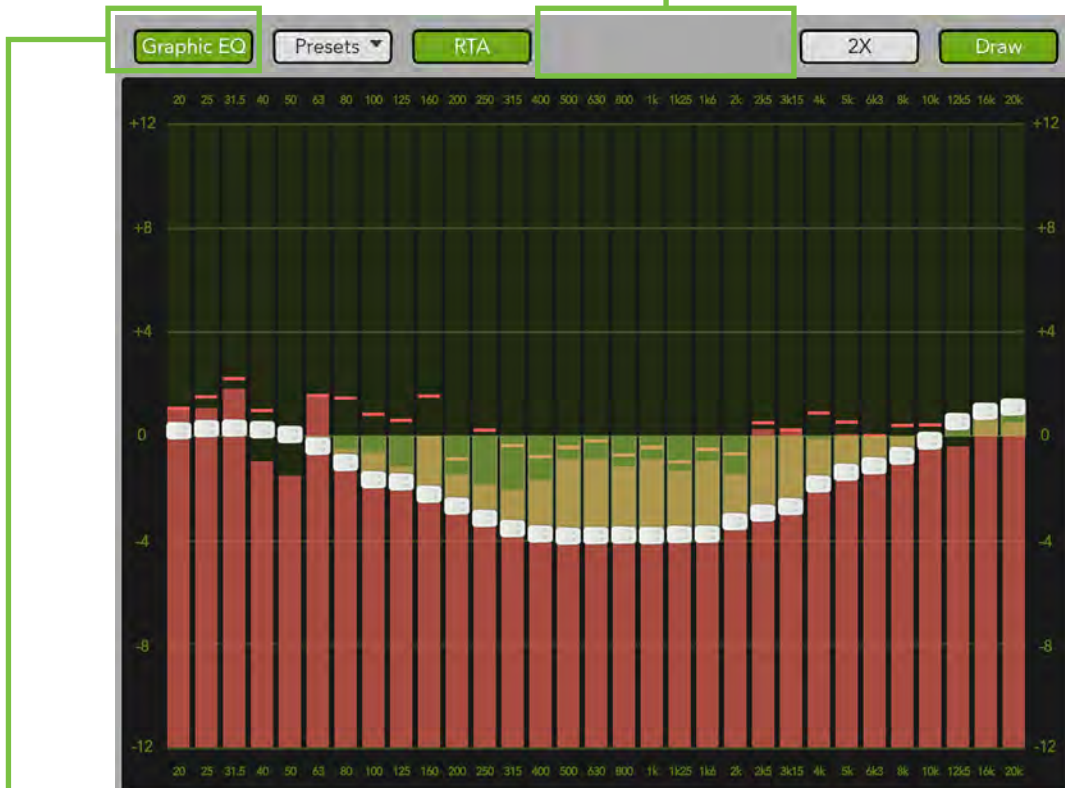 Graphic EQ Presets RTA 2X Draw
20 25 31.5 40 50 63 80 100 125 160 200 250 315 400 500 630 800 1k 1k25 1k6 2k 2k5 3k15 4k 5k 6k3 8k 10k 12k5 16k 20k
+12 +12
+8 +8
+4 +4
0 0
-4 -4
-8 -8
-12 -12
20 25 31.5 40 50 63 80 100 125 160 200 250 315 400 500 630 800 1k 1k25 1k6 2k 2k5 3k15 4k 5k 6k3 8k 10k 12k5 16k 20k